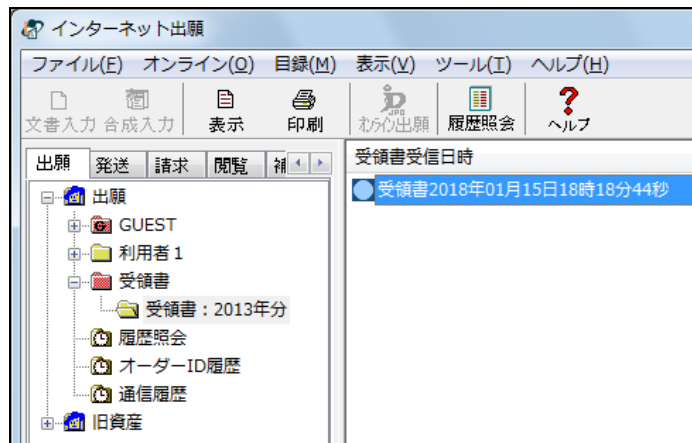 インターネット出願
ファイル(F) オンライン(O) 目録(M) 表示(V) ツール(T) ヘルプ(H)
文書入力 合成入力 表示 印刷 オンライン出願 履歴照会 ヘルプ
出願 発送 請求 閲覧
受領書受信日時
受領書2018年01月15日18時18分44秒
出願
GUEST
利用者1
受領書
受領書:2013年分
履歴照会
オーダーID履歴
通信履歴
旧資産